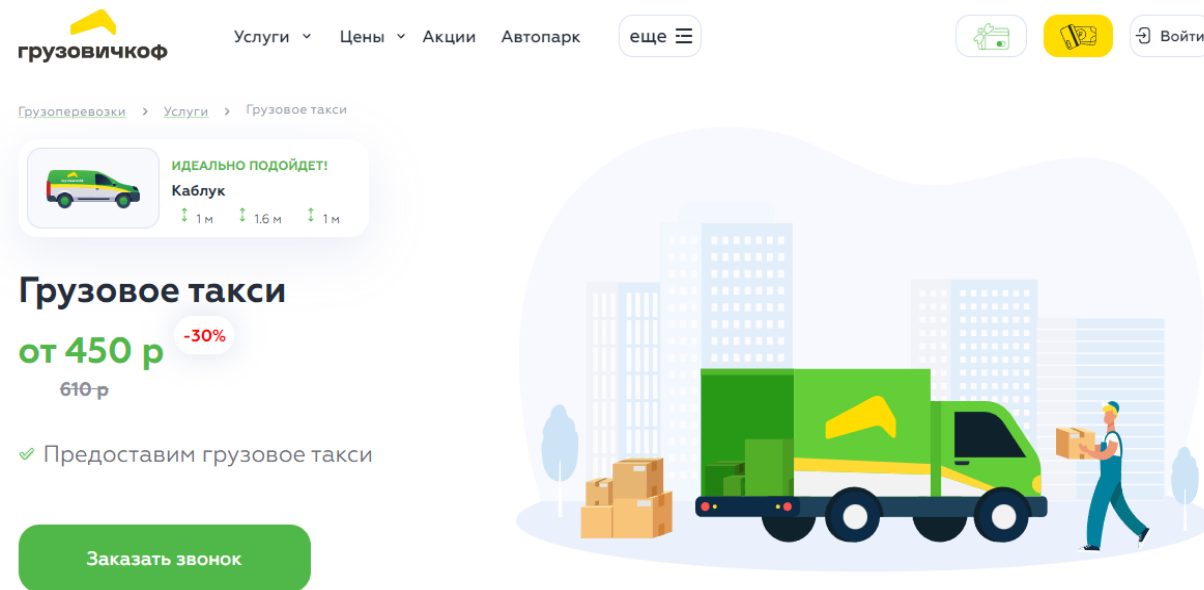 грузовичкоф
Услуги Цены Акции Автопарк еще Войти
Грузоперевозки > Услуги > Грузовое такси
ИДЕАЛЬНО ПОДОЙДЕТ!
Каблук
1 м 1.6 м 1 м
Грузовое такси
от 450 р -30%
610 р
Предоставим грузовое такси
Заказать звонок